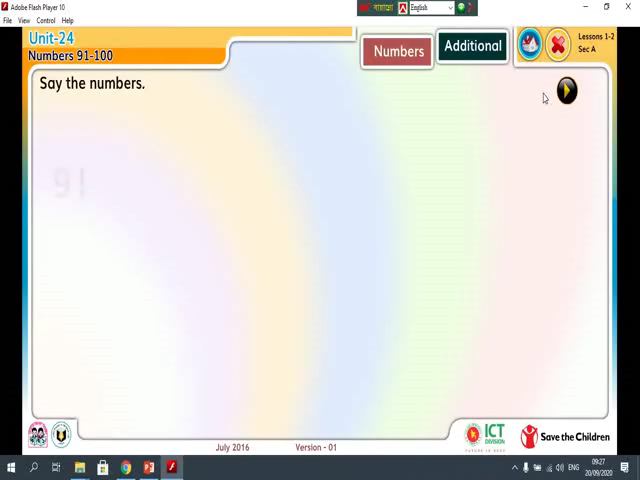 Adobe Flash Player 10
File View Control Help
English
Unit-24
Numbers 91-100
Numbers
Additional
Lessons 1-2
Sec A
Say the numbers.
91
July 2016
Version - 01
ICT
DIVISION
Save the Children
ENG
09:27
20/09/2020